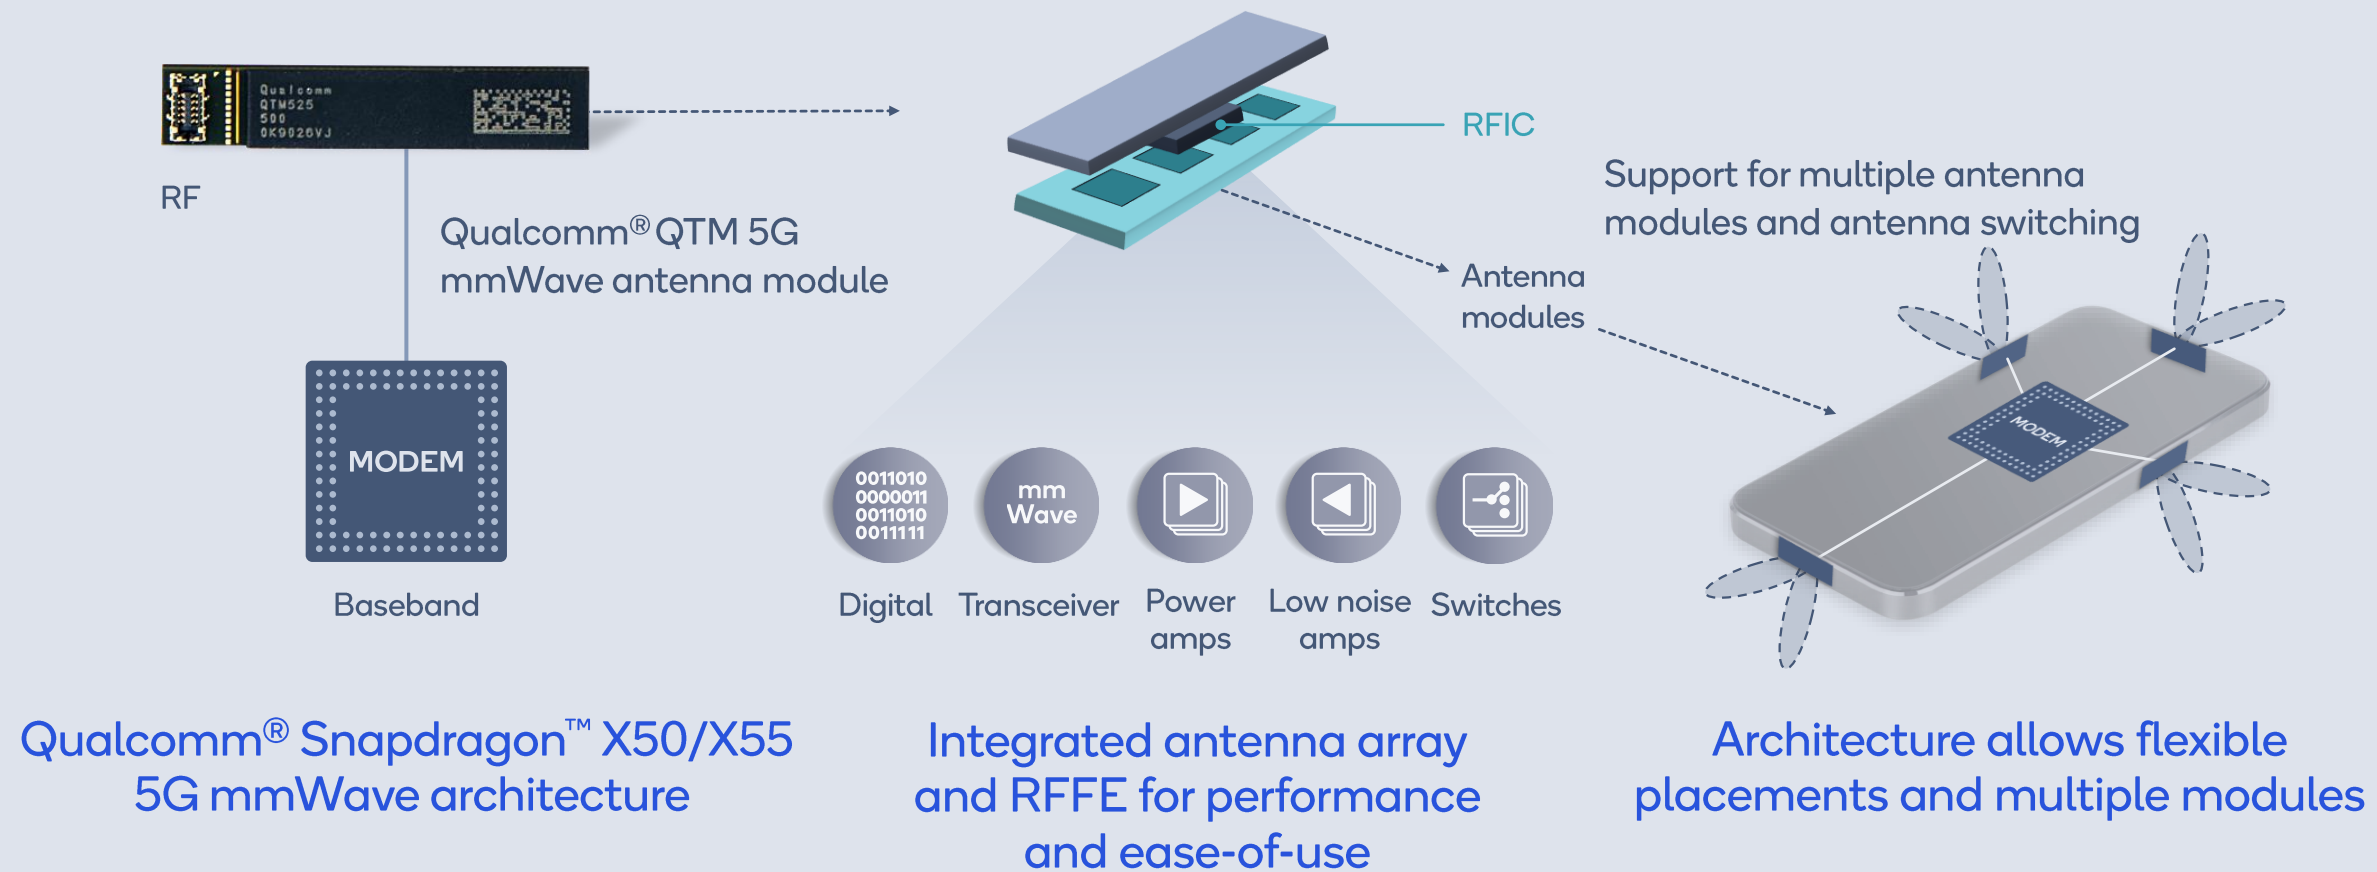 Qualcomm
QTM525
500
0K9026VJ
RF
Qualcomm® QTM 5G
mmWave antenna module
MODEM
Baseband
Qualcomm® Snapdragon™ X50/X55
5G mmWave architecture
RFIC
Antenna
modules
0011010
0000011
0011010
0011111
mm
Wave
Digital
Transceiver
Power
amps
Low noise
amps
Switches
Integrated antenna array
and RFFE for performance
and ease-of-use
Support for multiple antenna
modules and antenna switching
MODEM
Architecture allows flexible
placements and multiple modules